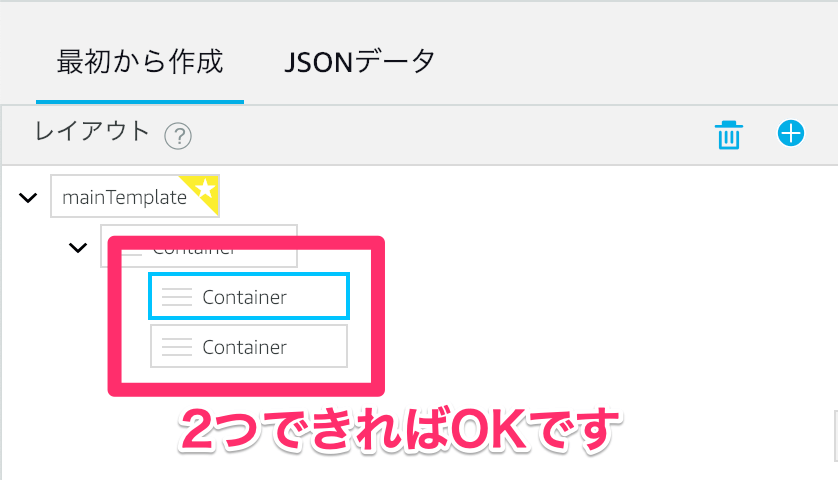 最初から作成 JSONデータ
レイアウト ?
mainTemplate
Container
Container
Container
2つできればOKです